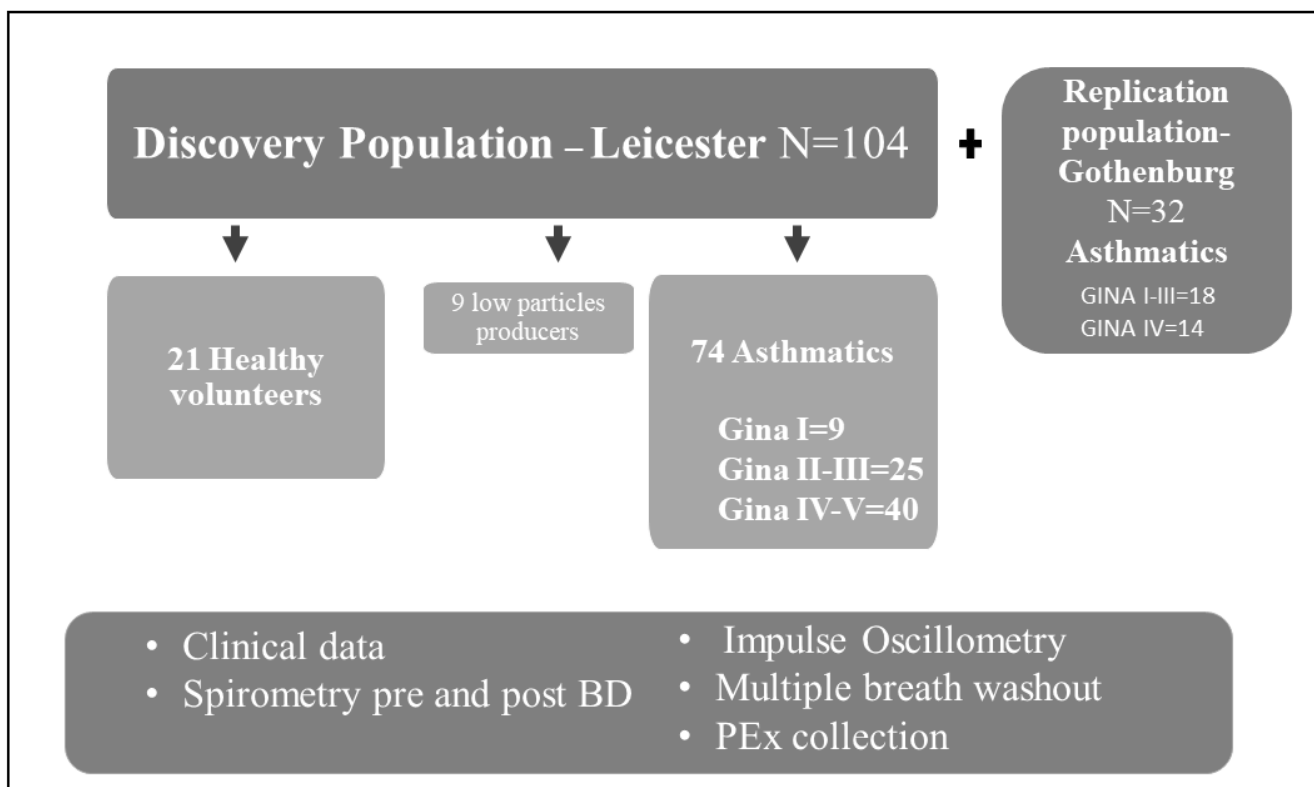 Discovery Population – Leicester N=104
+
Replication
population-
Gothenburg
N=32
Asthmatics
GINA I-III=18
GINA IV=14
21 Healthy
volunteers
9 low particles
producers
74 Asthmatics
Gina I=9
Gina II-III=25
Gina IV-V=40
• Clinical data
• Spirometry pre and post BD
• Impulse Oscillometry
• Multiple breath washout
• PEx collection